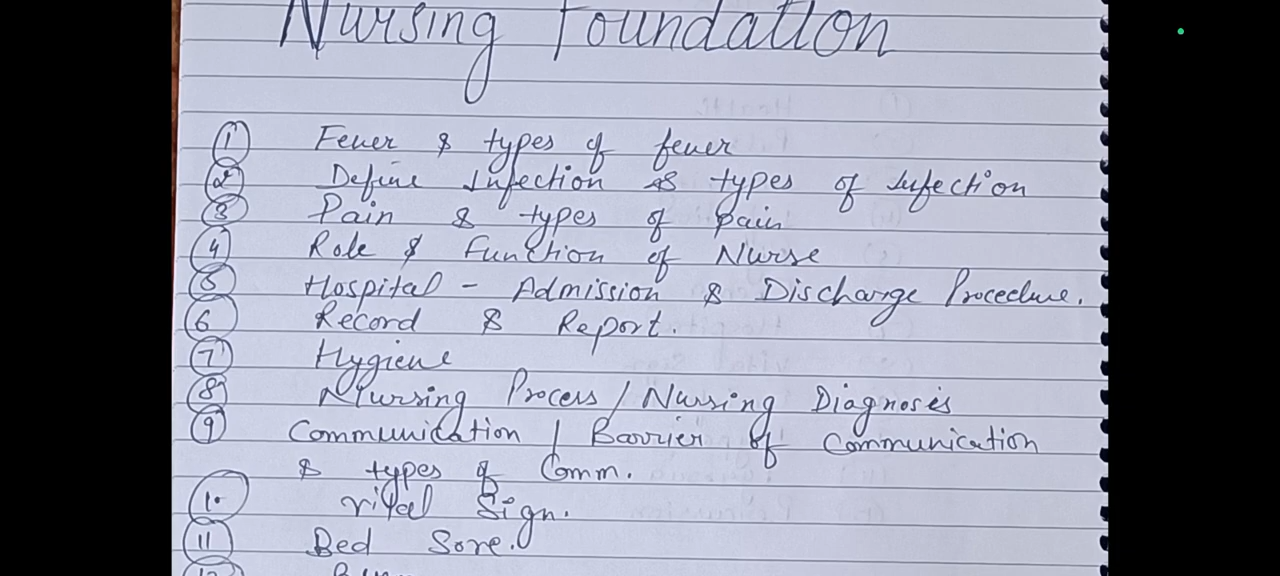 Nursing Foundation
1 Fever & types of fever
2 Define Infection & types of Infection
3 Pain & types of pain
4 Role & Function of Nurse
5 Hospital - Admission & Discharge Procedure.
6 Record & Report.
7 Hygiene
8 Nursing Process / Nursing Diagnosis
9 Communication / Barrier of Communication
& types of Comm.
10 Vital Sign.
11 Bed Sore.
12